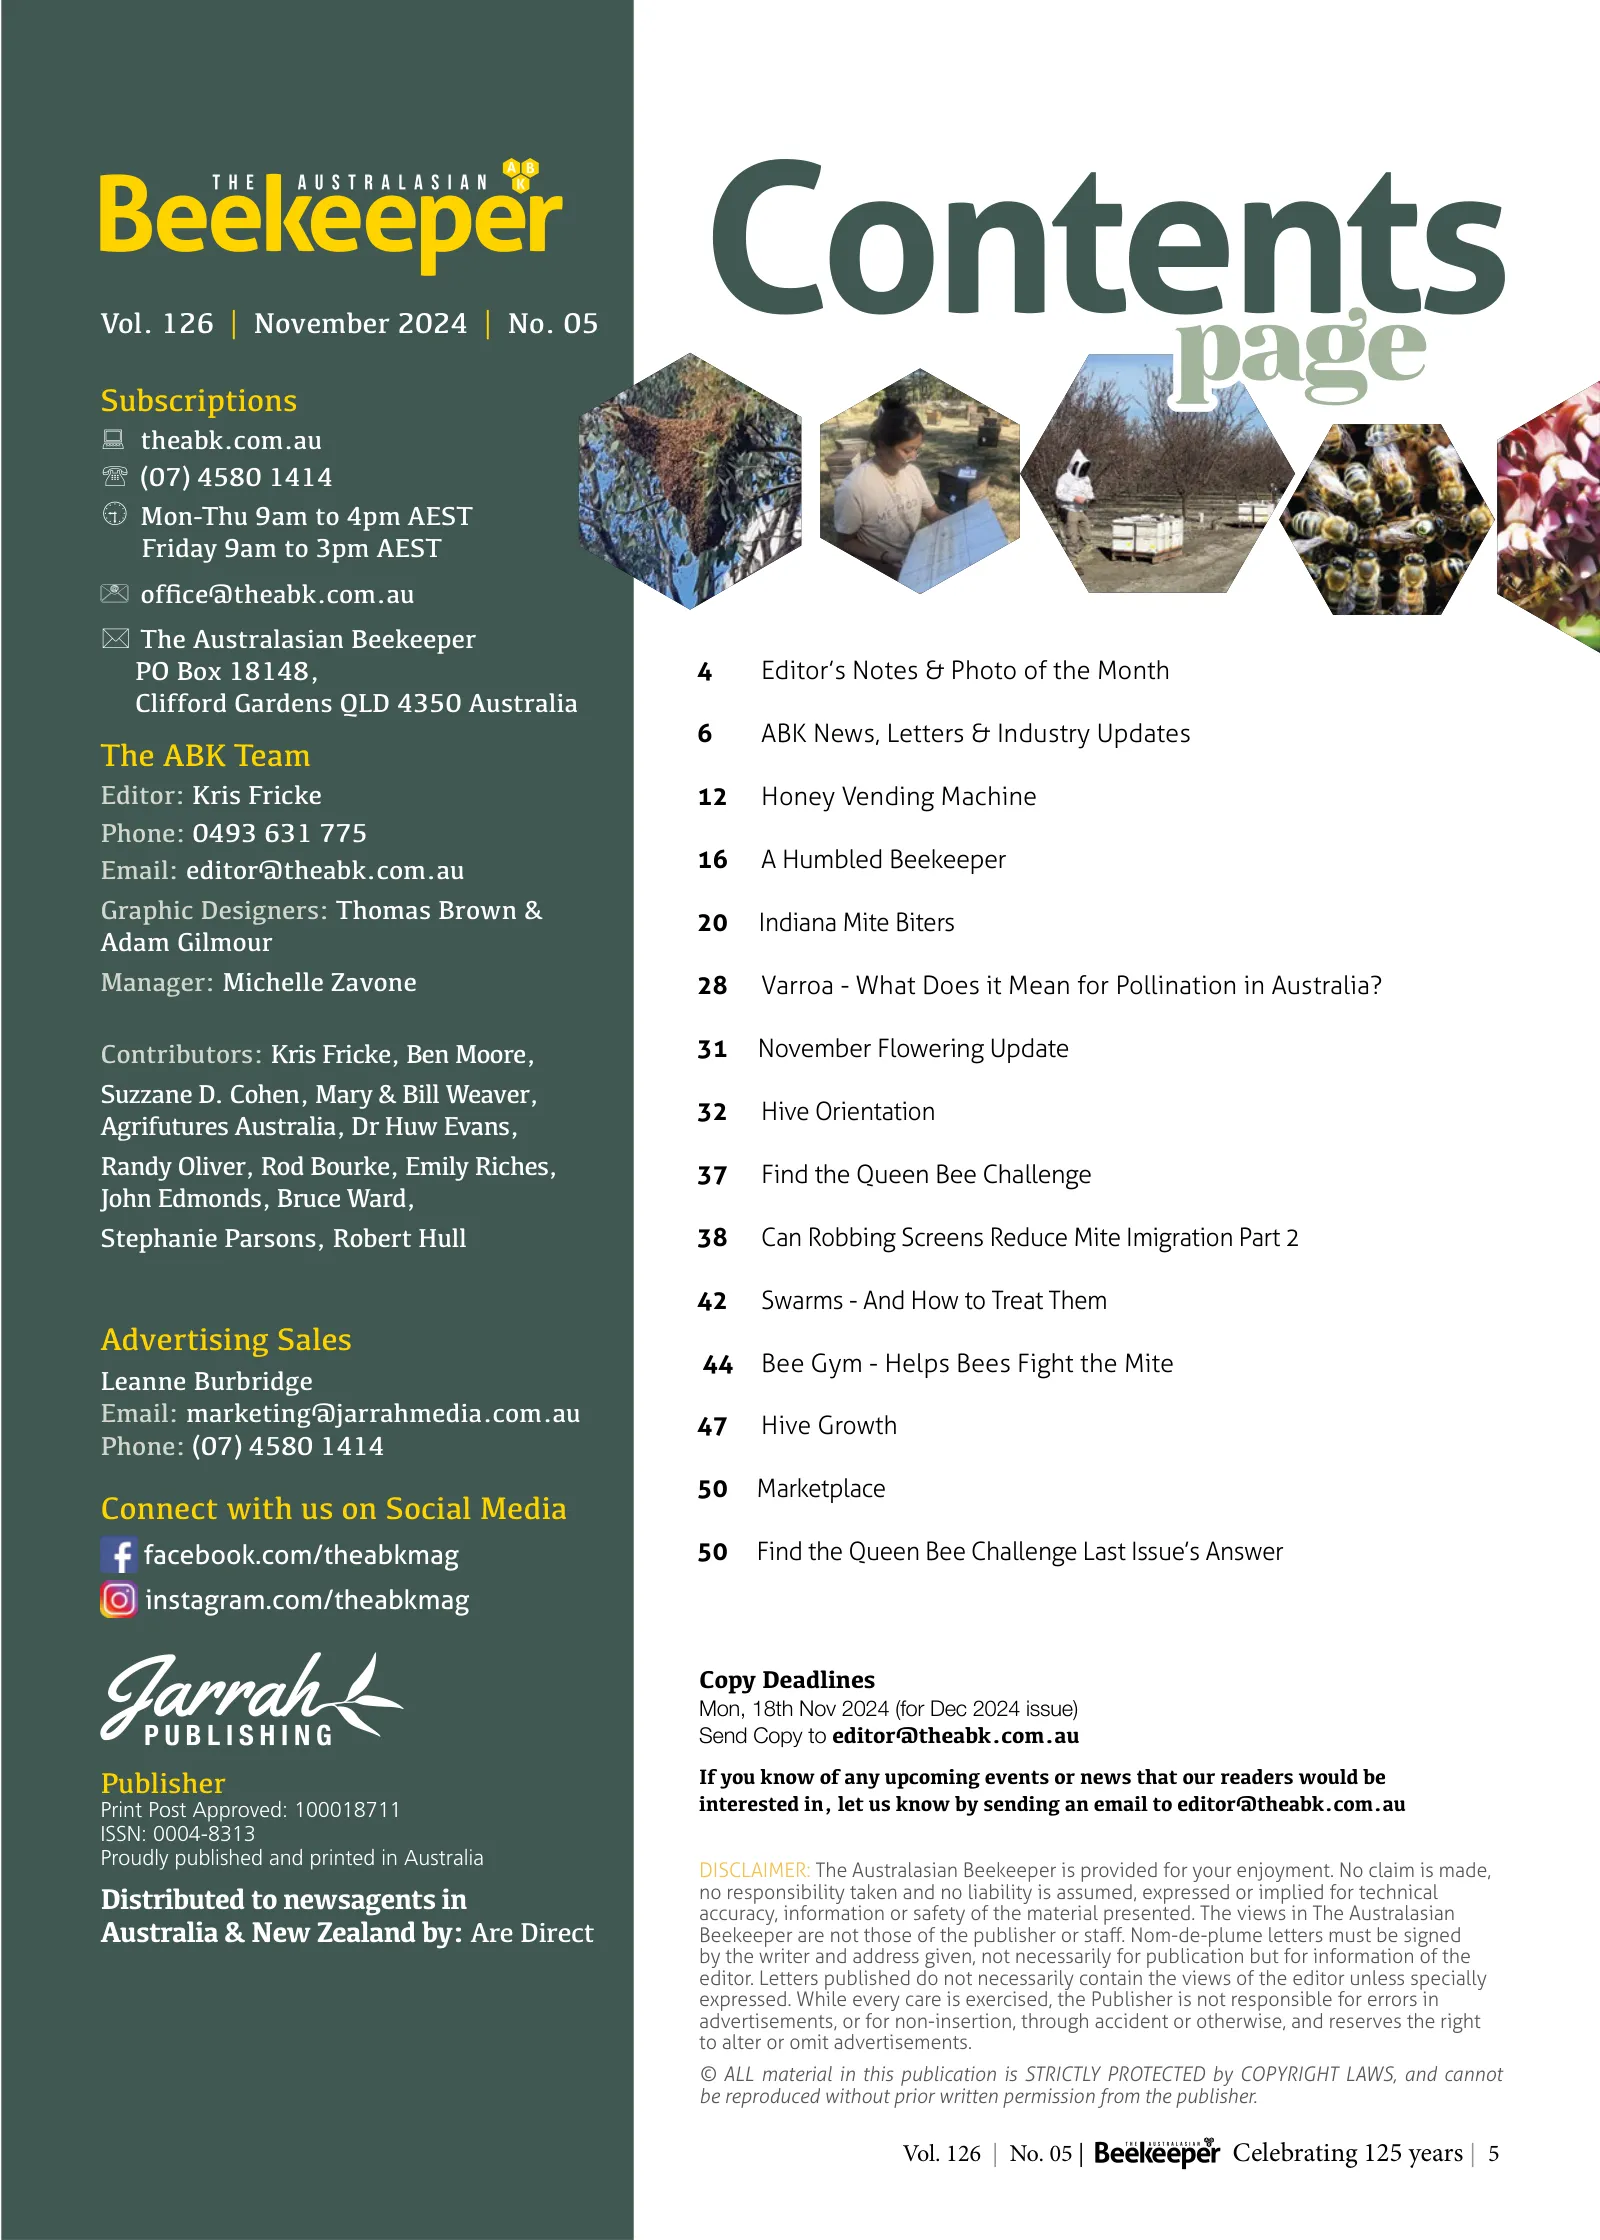 THE AUSTRALASIAN
A B
K
Beekeeper
Vol. 126 | November 2024 | No. 05
Subscriptions
theabk.com.au
(07) 4580 1414
Mon-Thu 9am to 4pm AEST
Friday 9am to 3pm AEST
office@theabk.com.au
The Australasian Beekeeper
PO Box 18148,
Clifford Gardens QLD 4350 Australia
The ABK Team
Editor: Kris Fricke
Phone: 0493 631 775
Email: editor@theabk.com.au
Graphic Designers: Thomas Brown &
Adam Gilmour
Manager: Michelle Zavone
Contributors: Kris Fricke, Ben Moore,
Suzzane D. Cohen, Mary & Bill Weaver,
Agrifutures Australia, Dr Huw Evans,
Randy Oliver, Rod Bourke, Emily Riches,
John Edmonds, Bruce Ward,
Stephanie Parsons, Robert Hull
Advertising Sales
Leanne Burbridge
Email: marketing@jarrahmedia.com.au
Phone: (07) 4580 1414
Connect with us on Social Media
facebook.com/theabkmag
instagram.com/theabkmag
Jarrah
PUBLISHING
Publisher
Print Post Approved: 100018711
ISSN: 0004-8313
Proudly published and printed in Australia
Distributed to newsagents in
Australia & New Zealand by: Are Direct
Contents
page
4 Editor's Notes & Photo of the Month
6 ABK News, Letters & Industry Updates
12 Honey Vending Machine
16 A Humbled Beekeeper
20 Indiana Mite Biters
28 Varroa - What Does it Mean for Pollination in Australia?
31 November Flowering Update
32 Hive Orientation
37 Find the Queen Bee Challenge
38 Can Robbing Screens Reduce Mite Imigration Part 2
42 Swarms - And How to Treat Them
44 Bee Gym - Helps Bees Fight the Mite
47 Hive Growth
50 Marketplace
50 Find the Queen Bee Challenge Last Issue's Answer
Copy Deadlines
Mon, 18th Nov 2024 (for Dec 2024 issue)
Send Copy to editor@theabk.com.au
If you know of any upcoming events or news that our readers would be
interested in, let us know by sending an email to editor@theabk.com.au
DISCLAIMER: The Australasian Beekeeper is provided for your enjoyment. No claim is made,
no responsibility taken and no liability is assumed, expressed or implied for technical
accuracy, information or safety of the material presented. The views in The Australasian
Beekeeper are not those of the publisher or staff. Nom-de-plume letters must be signed
by the writer and address given, not necessarily for publication but for information of the
editor. Letters published do not necessarily contain the views of the editor unless specially
expressed. While every care is exercised, the Publisher is not responsible for errors in
advertisements, or for non-insertion, through accident or otherwise, and reserves the right
to alter or omit advertisements.
© ALL material in this publication is STRICTLY PROTECTED by COPYRIGHT LAWS, and cannot
be reproduced without prior written permission from the publisher.
Vol. 126 | No. 05 | THE AUSTRALASIAN Beekeeper Celebrating 125 years | 5